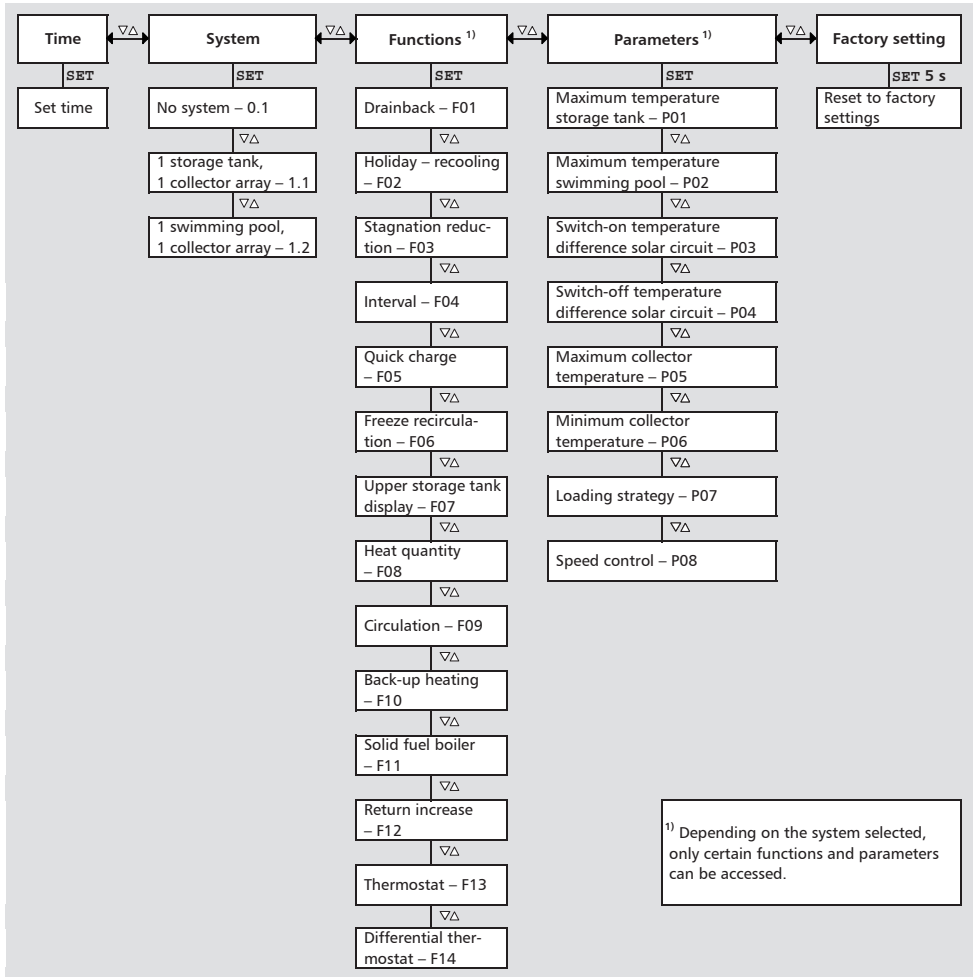 Time
▽△
System
▽△
Functions 1)
▽△
Parameters 1)
▽△
Factory setting
SET
Set time
SET
No system – 0.1
▽△
1 storage tank,
1 collector array – 1.1
▽△
1 swimming pool,
1 collector array – 1.2
SET
Drainback – F01
▽△
Holiday – recooling
– F02
▽△
Stagnation reduc-
tion – F03
▽△
Interval – F04
▽△
Quick charge
– F05
▽△
Freeze recircula-
tion – F06
▽△
Upper storage tank
display – F07
▽△
Heat quantity
– F08
▽△
Circulation – F09
▽△
Back-up heating
– F10
▽△
Solid fuel boiler
– F11
▽△
Return increase
– F12
▽△
Thermostat – F13
▽△
Differential ther-
mostat – F14
SET
Maximum temperature
storage tank – P01
▽△
Maximum temperature
swimming pool – P02
▽△
Switch-on temperature
difference solar circuit – P03
▽△
Switch-off temperature
difference solar circuit – P04
▽△
Maximum collector
temperature – P05
▽△
Minimum collector
temperature – P06
▽△
Loading strategy – P07
▽△
Speed control – P08
SET 5 s
Reset to factory
settings
1) Depending on the system selected,
only certain functions and parameters
can be accessed.